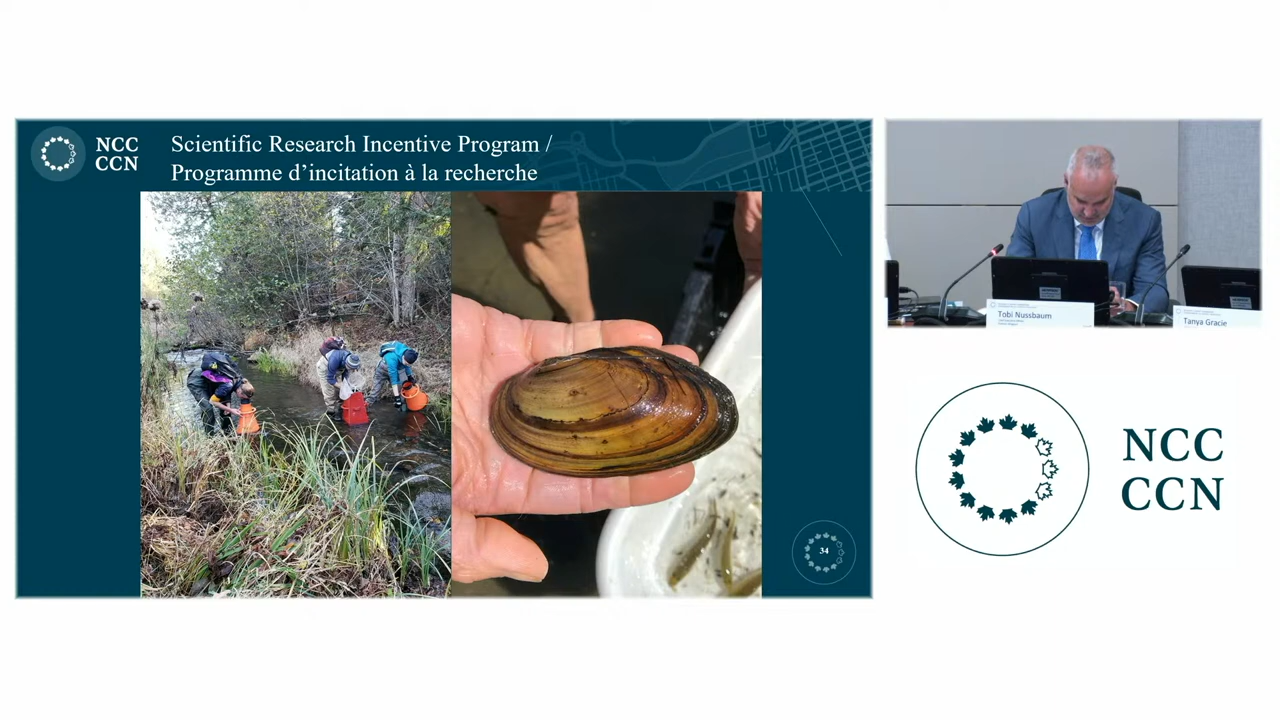 NCC
CCN
Scientific Research Incentive Program /
Programme d'incitation à la recherche
34
Tobi Nussbaum
Tanya Gracie
NCC
CCN